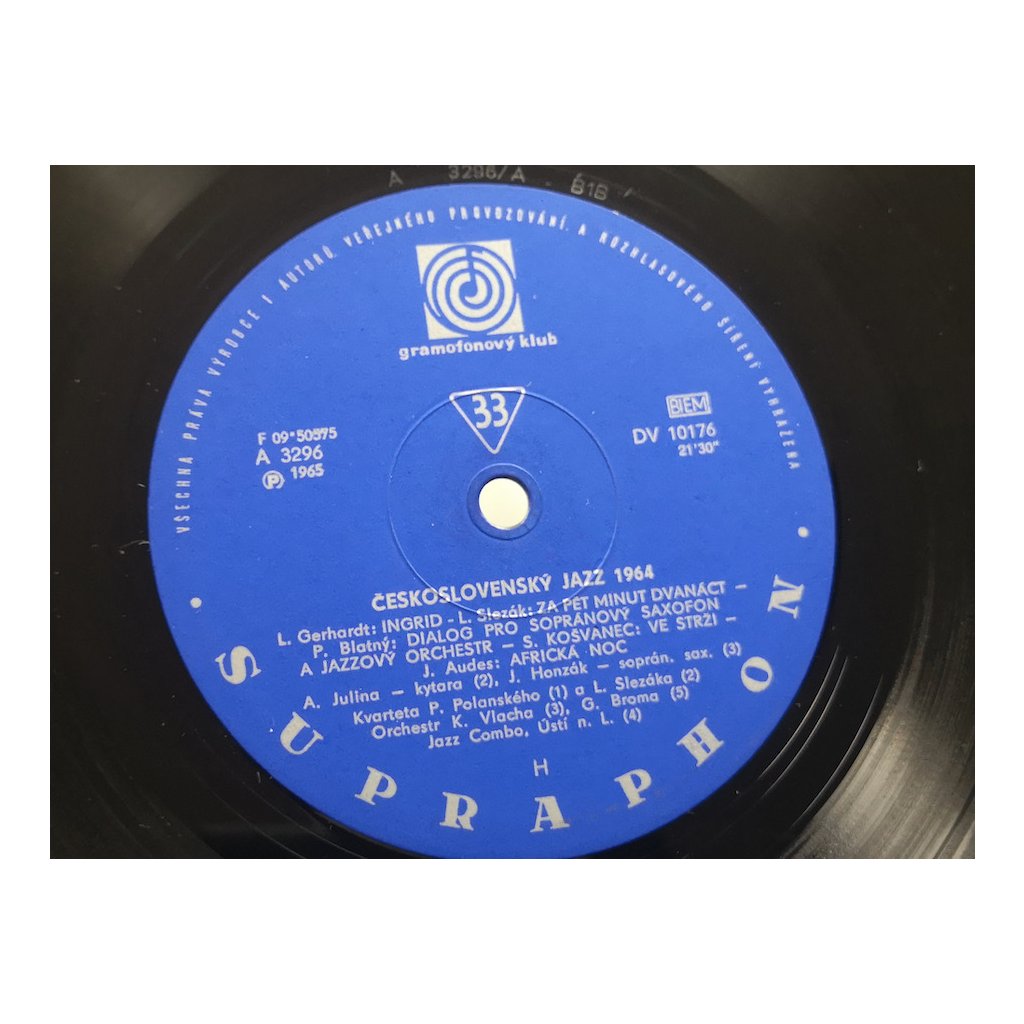 A 3296/A B1B
VŠECHNA PRÁVA VÝROBCE I AUTORŮ, VEŘEJNÉHO PROVOZOVÁNÍ, A ROZHLASOVÉHO ŠÍŘENÍ VYHRAŽENA
gramofonový klub
33
BIEM
F 09*50575
DV 10176
A 3296
21'30"
Ⓟ 1965
ČESKOSLOVENSKÝ JAZZ 1964
L. Gerhardt: INGRID - L. Slezák: ZA PĚT MINUT DVANÁCT –
P. Blatný: DIALOG PRO SOPRÁNOVÝ SAXOFON
A JAZZOVÝ ORCHESTR – S. KOŠVANEC: VE STRŽI –
J. Audes: AFRICKÁ NOC
A. Julina – kytara (2), J. Honzák – soprán. sax. (3)
Kvarteta P. Polanského (1) a L. Slezáka (2)
Orchestr K. Vlacha (3), G. Broma (5)
Jazz Combo, Ústí n. L. (4)
H
SUPRAPHON